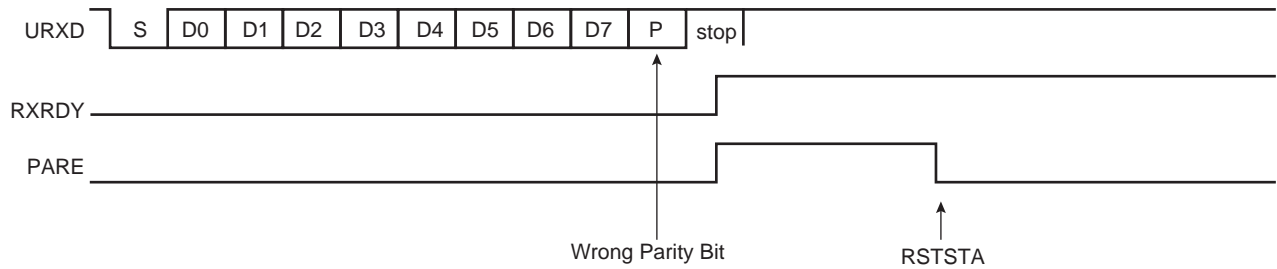 URXD S D0 D1 D2 D3 D4 D5 D6 D7 P stop
RXRDY
PARE
Wrong Parity Bit RSTSTA